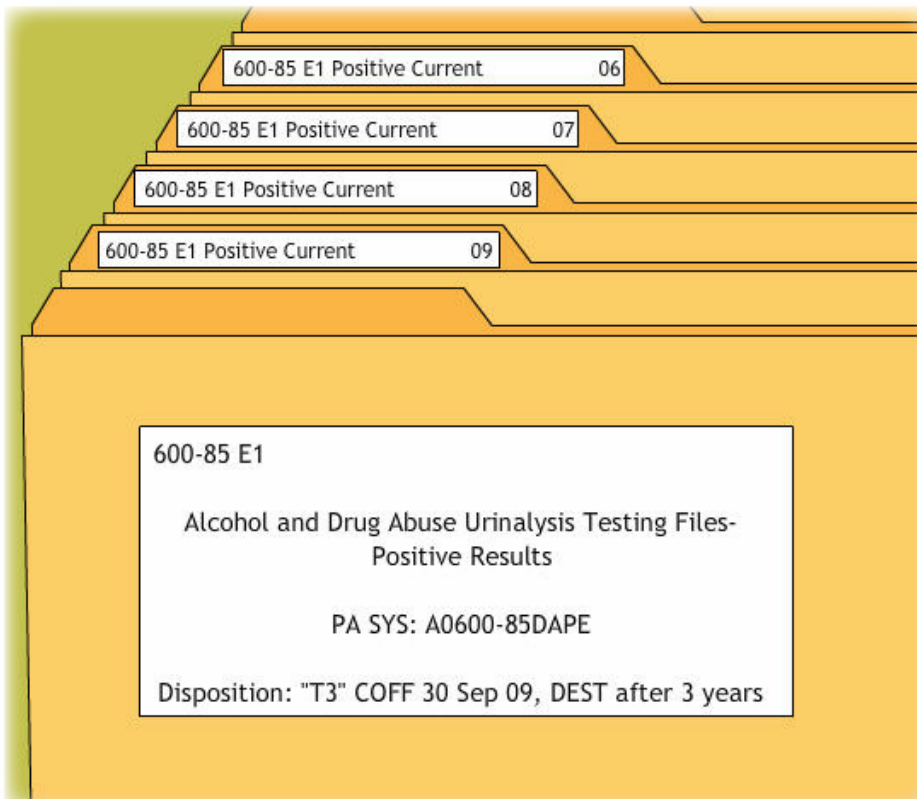 600-85 E1 Positive Current 06
600-85 E1 Positive Current 07
600-85 E1 Positive Current 08
600-85 E1 Positive Current 09
600-85 E1
Alcohol and Drug Abuse Urinalysis Testing Files-
Positive Results
PA SYS: A0600-85DAPE
Disposition: "T3" COFF 30 Sep 09, DEST after 3 years